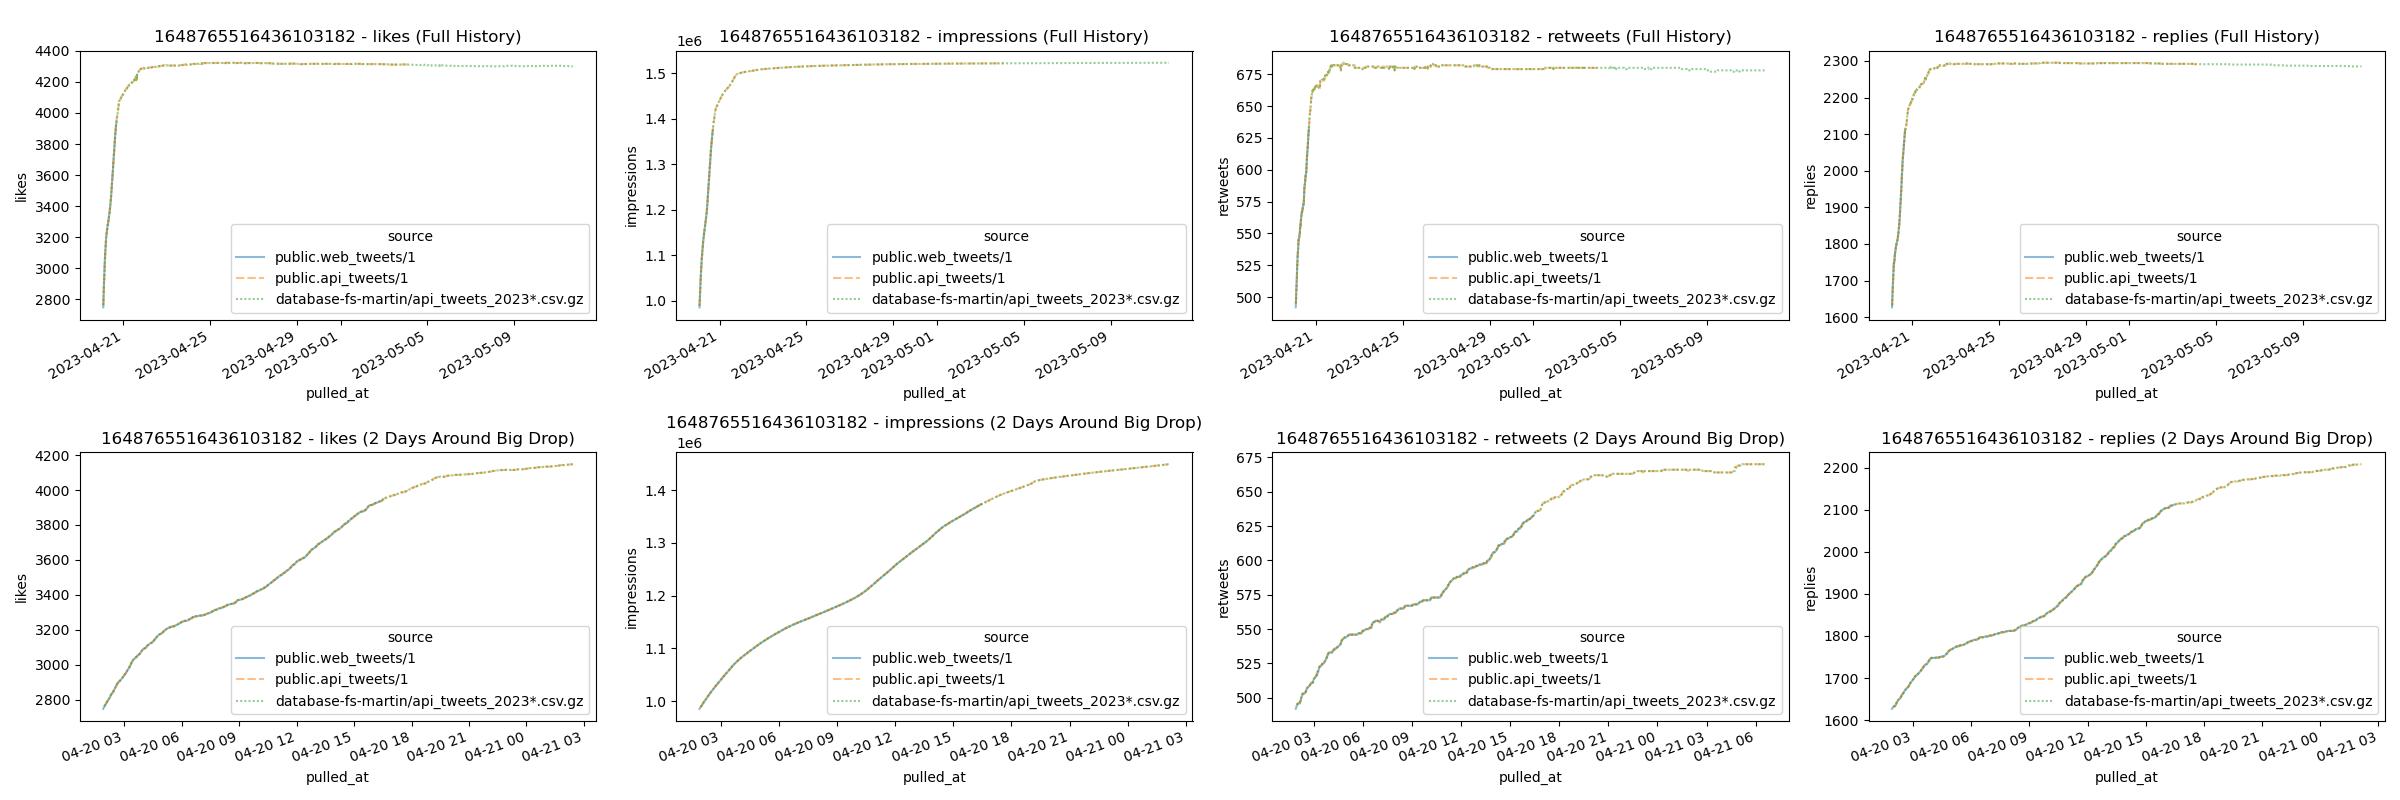 1648765516436103182 - likes (Full History)
4400
4200
4000
3800
3600
3400
3200
3000
2800
likes
source
public.web_tweets/1
public.api_tweets/1
database-fs-martin/api_tweets_2023*.csv.gz
2023-04-21
2023-04-25
2023-04-29
2023-05-01
2023-05-05
2023-05-09
pulled_at
1648765516436103182 - impressions (Full History)
1e6
1.5
1.4
1.3
1.2
1.1
1.0
impressions
source
public.web_tweets/1
public.api_tweets/1
database-fs-martin/api_tweets_2023*.csv.gz
2023-04-21
2023-04-25
2023-04-29
2023-05-01
2023-05-05
2023-05-09
pulled_at
1648765516436103182 - retweets (Full History)
675
650
625
600
575
550
525
500
retweets
source
public.web_tweets/1
public.api_tweets/1
database-fs-martin/api_tweets_2023*.csv.gz
2023-04-21
2023-04-25
2023-04-29
2023-05-01
2023-05-05
2023-05-09
pulled_at
1648765516436103182 - replies (Full History)
2300
2200
2100
2000
1900
1800
1700
1600
replies
source
public.web_tweets/1
public.api_tweets/1
database-fs-martin/api_tweets_2023*.csv.gz
2023-04-21
2023-04-25
2023-04-29
2023-05-01
2023-05-05
2023-05-09
pulled_at
1648765516436103182 - likes (2 Days Around Big Drop)
4200
4000
3800
3600
3400
3200
3000
2800
likes
source
public.web_tweets/1
public.api_tweets/1
database-fs-martin/api_tweets_2023*.csv.gz
04-20 03
04-20 06
04-20 09
04-20 12
04-20 15
04-20 18
04-20 21
04-21 00
04-21 03
pulled_at
1648765516436103182 - impressions (2 Days Around Big Drop)
1e6
1.4
1.3
1.2
1.1
1.0
impressions
source
public.web_tweets/1
public.api_tweets/1
database-fs-martin/api_tweets_2023*.csv.gz
04-20 03
04-20 06
04-20 09
04-20 12
04-20 15
04-20 18
04-20 21
04-21 00
04-21 03
pulled_at
1648765516436103182 - retweets (2 Days Around Big Drop)
675
650
625
600
575
550
525
500
retweets
source
public.web_tweets/1
public.api_tweets/1
database-fs-martin/api_tweets_2023*.csv.gz
04-20 03
04-20 06
04-20 09
04-20 12
04-20 15
04-20 18
04-20 21
04-21 00
04-21 03
04-21 06
pulled_at
1648765516436103182 - replies (2 Days Around Big Drop)
2200
2100
2000
1900
1800
1700
1600
replies
source
public.web_tweets/1
public.api_tweets/1
database-fs-martin/api_tweets_2023*.csv.gz
04-20 03
04-20 06
04-20 09
04-20 12
04-20 15
04-20 18
04-20 21
04-21 00
04-21 03
pulled_at